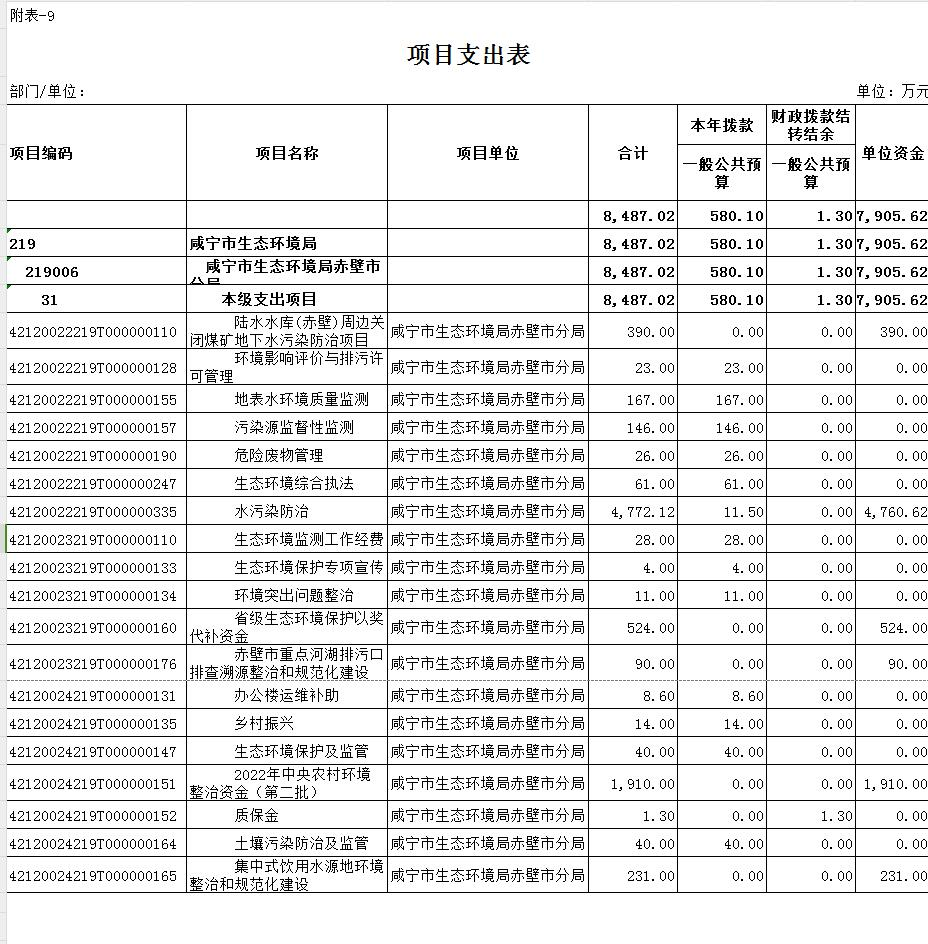 附表-9
项目支出表
部门/单位： 单位：万元
项目编码 项目名称 项目单位 合计 本年拨款 财政拨款结转结余 单位资金
一般公共预算 一般公共预算
8,487.02 580.10 1.30 7,905.62
219 咸宁市生态环境局 8,487.02 580.10 1.30 7,905.62
219006 咸宁市生态环境局赤壁市分局 8,487.02 580.10 1.30 7,905.62
31 本级支出项目 8,487.02 580.10 1.30 7,905.62
42120022219T000000110 陆水水库(赤壁)周边关闭煤矿地下水污染防治项目 咸宁市生态环境局赤壁市分局 390.00 0.00 0.00 390.00
42120022219T000000128 环境影响评价与排污许可管理 咸宁市生态环境局赤壁市分局 23.00 23.00 0.00 0.00
42120022219T000000155 地表水环境质量监测 咸宁市生态环境局赤壁市分局 167.00 167.00 0.00 0.00
42120022219T000000157 污染源监督性监测 咸宁市生态环境局赤壁市分局 146.00 146.00 0.00 0.00
42120022219T000000190 危险废物管理 咸宁市生态环境局赤壁市分局 26.00 26.00 0.00 0.00
42120022219T000000247 生态环境综合执法 咸宁市生态环境局赤壁市分局 61.00 61.00 0.00 0.00
42120022219T000000335 水污染防治 咸宁市生态环境局赤壁市分局 4,772.12 11.50 0.00 4,760.62
42120023219T000000110 生态环境监测工作经费 咸宁市生态环境局赤壁市分局 28.00 28.00 0.00 0.00
42120023219T000000133 生态环境保护专项宣传 咸宁市生态环境局赤壁市分局 4.00 4.00 0.00 0.00
42120023219T000000134 环境突出问题整治 咸宁市生态环境局赤壁市分局 11.00 11.00 0.00 0.00
42120023219T000000160 省级生态环境保护以奖代补资金 咸宁市生态环境局赤壁市分局 524.00 0.00 0.00 524.00
42120023219T000000176 赤壁市重点河湖排污口排查溯源整治和规范化建设 咸宁市生态环境局赤壁市分局 90.00 0.00 0.00 90.00
42120024219T000000131 办公楼运维补助 咸宁市生态环境局赤壁市分局 8.60 8.60 0.00 0.00
42120024219T000000135 乡村振兴 咸宁市生态环境局赤壁市分局 14.00 14.00 0.00 0.00
42120024219T000000147 生态环境保护及监管 咸宁市生态环境局赤壁市分局 40.00 40.00 0.00 0.00
42120024219T000000151 2022年中央农村环境整治资金（第二批） 咸宁市生态环境局赤壁市分局 1,910.00 0.00 0.00 1,910.00
42120024219T000000152 质保金 咸宁市生态环境局赤壁市分局 1.30 0.00 1.30 0.00
42120024219T000000164 土壤污染防治及监管 咸宁市生态环境局赤壁市分局 40.00 40.00 0.00 0.00
42120024219T000000165 集中式饮用水源地环境整治和规范化建设 咸宁市生态环境局赤壁市分局 231.00 0.00 0.00 231.00